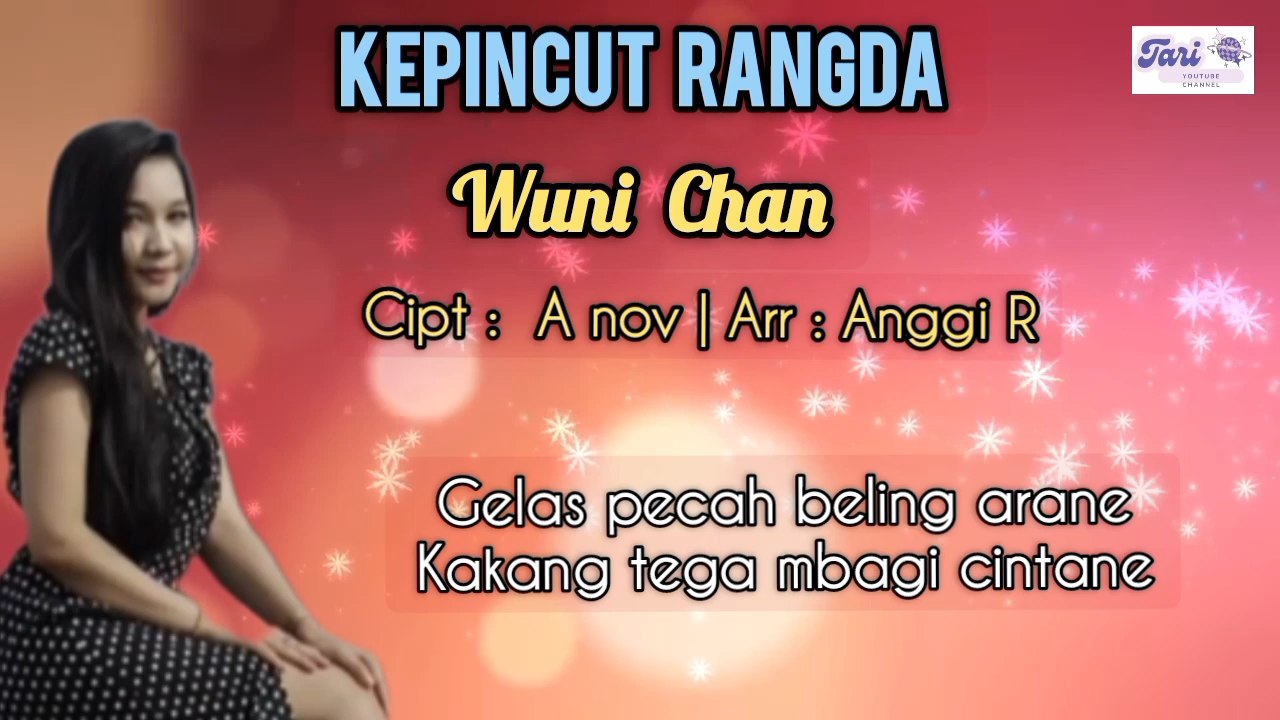 KEPINCUT RANGDA
Tari
YOUTUBE
CHANNEL
Wuni Chan
Cipt : A nov | Arr : Anggi R
Gelas pecah beling arane
Kakang tega mbagi cintane